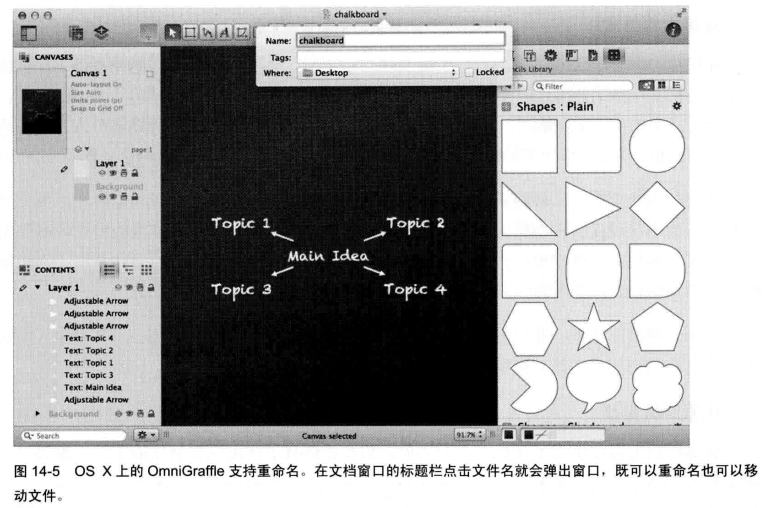 chalkboard
Name: chalkboard
Tags:
Where: Desktop
Locked
CANVASES
Canvas 1
Auto-layout On
Size Auto
Units points (pt)
Snap to Grid Off
page 1
Layer 1
Background
ncils Library
Filter
Shapes : Plain
Topic 1
Topic 2
Main Idea
Topic 3
Topic 4
CONTENTS
Layer 1
Adjustable Arrow
Adjustable Arrow
Adjustable Arrow
Text: Topic 4
Text: Topic 2
Text: Topic 1
Text: Topic 3
Text: Main Idea
Adjustable Arrow
Background
Search
Canvas selected
91.7%
图 14-5 OS X 上的 OmniGraffle 支持重命名。在文档窗口的标题栏点击文件名就会弹出窗口，既可以重命名也可以移
动文件。